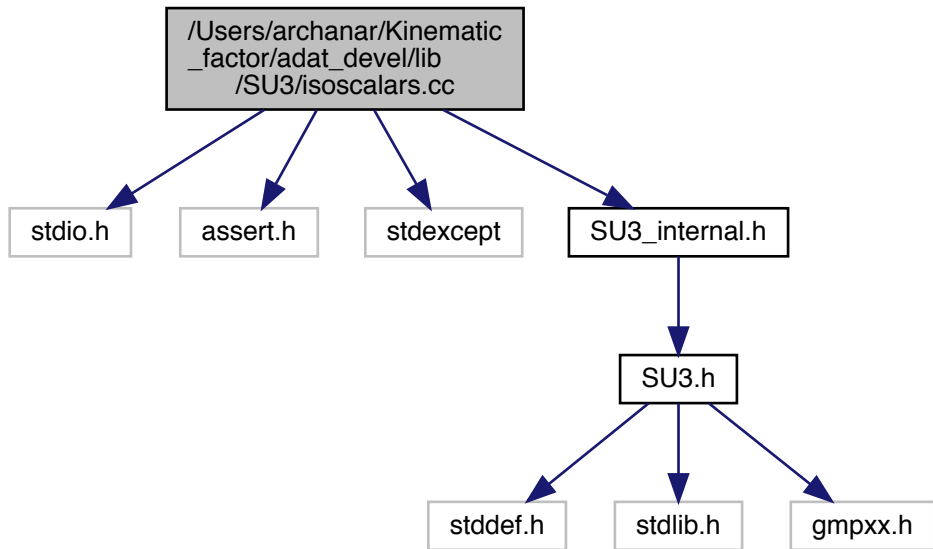 /Users/archanar/Kinematic
_factor/adat_devel/lib
/SU3/isoscalars.cc
stdio.h
assert.h
stdexcept
SU3_internal.h
SU3.h
stddef.h
stdlib.h
gmpxx.h